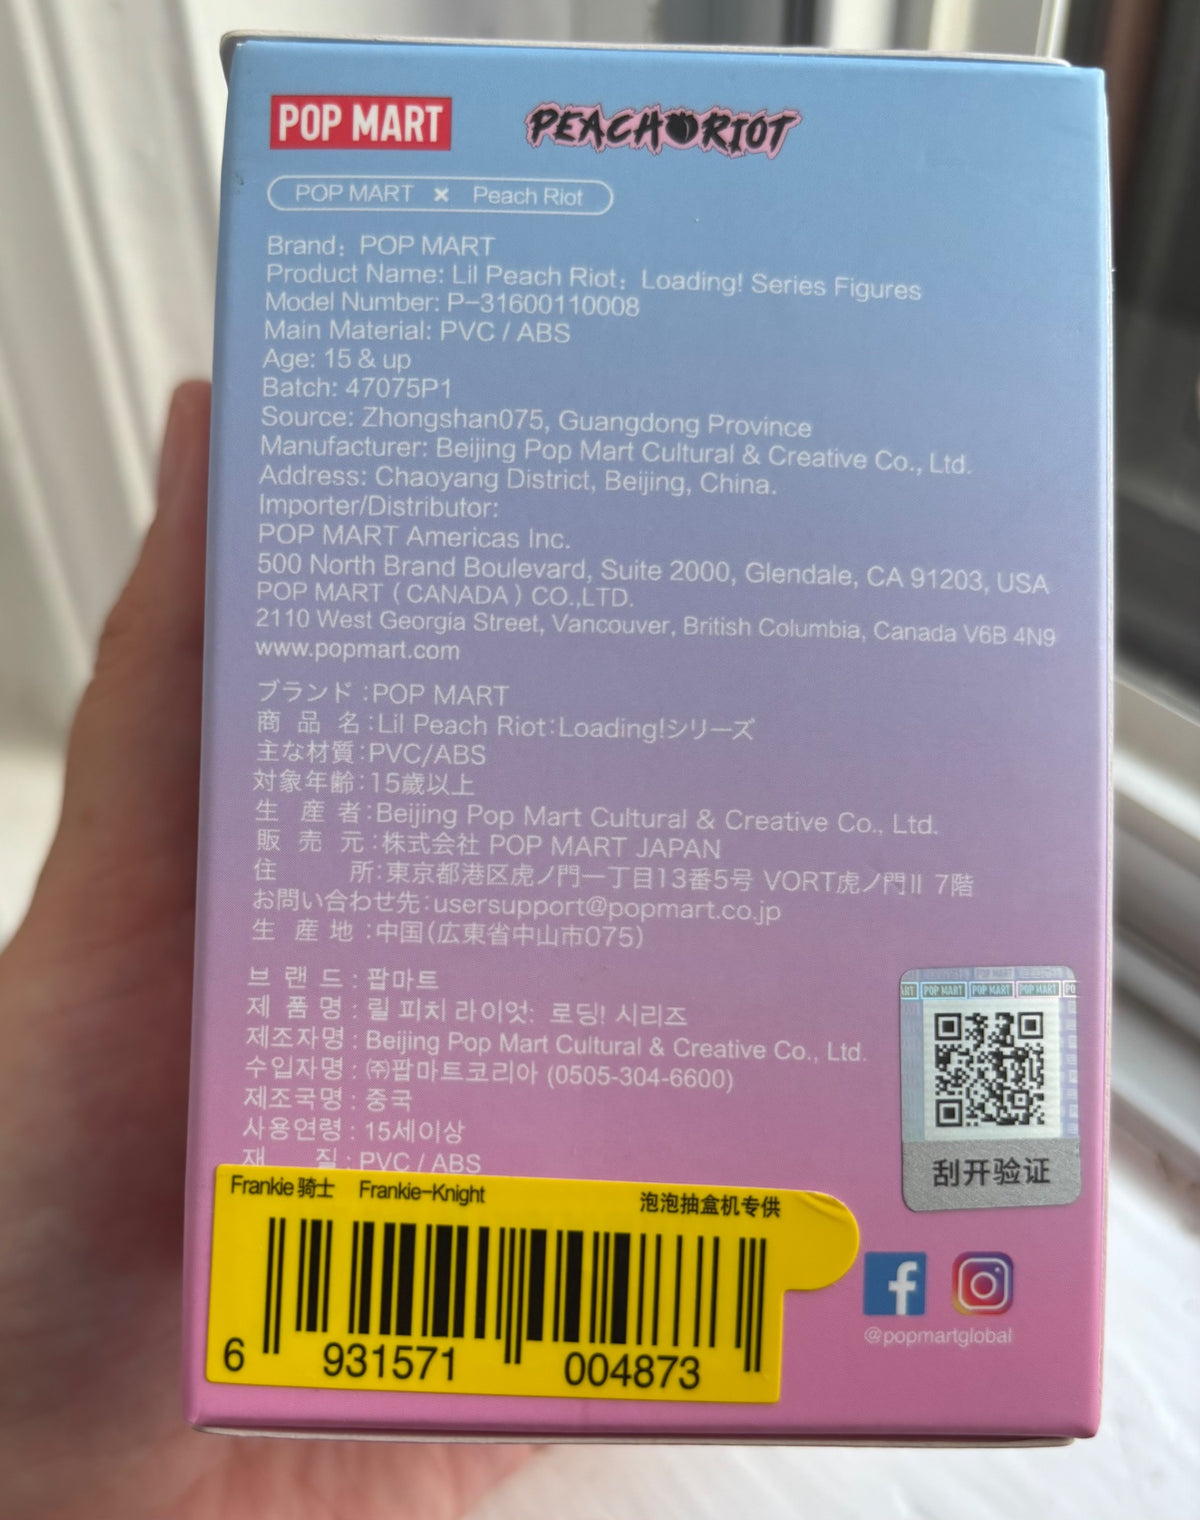 POP MART PEACH RIOT
POP MART × Peach Riot
Brand: POP MART
Product Name: Lil Peach Riot: Loading! Series Figures
Model Number: P-31600110008
Main Material: PVC / ABS
Age: 15 & up
Batch: 47075P1
Source: Zhongshan075, Guangdong Province
Manufacturer: Beijing Pop Mart Cultural & Creative Co., Ltd.
Address: Chaoyang District, Beijing, China.
Importer/Distributor:
POP MART Americas Inc.
500 North Brand Boulevard, Suite 2000, Glendale, CA 91203, USA
POP MART ( CANADA ) CO.,LTD.
2110 West Georgia Street, Vancouver, British Columbia, Canada V6B 4N9
www.popmart.com
ブランド:POP MART
商品名:Lil Peach Riot:Loading!シリーズ
主な材質:PVC/ABS
対象年齢:15歳以上
生産者:Beijing Pop Mart Cultural & Creative Co., Ltd.
販売元:株式会社 POP MART JAPAN
住所:東京都港区虎ノ門一丁目13番5号 VORT虎ノ門II 7階
お問い合わせ先:usersupport@popmart.co.jp
生産地:中国(広東省中山市075)
브랜드: 팝마트
제품명: 릴 피치 라이엇: 로딩! 시리즈
제조자명: Beijing Pop Mart Cultural & Creative Co., Ltd.
수입자명: ㈜팝마트코리아 (0505-304-6600)
제조국명: 중국
사용연령: 15세이상
재질: PVC / ABS
POP MART POP MART POP MART
刮开验证
Frankie 骑士 Frankie-Knight 泡泡抽盒机专供
6 931571 004873
@popmartglobal